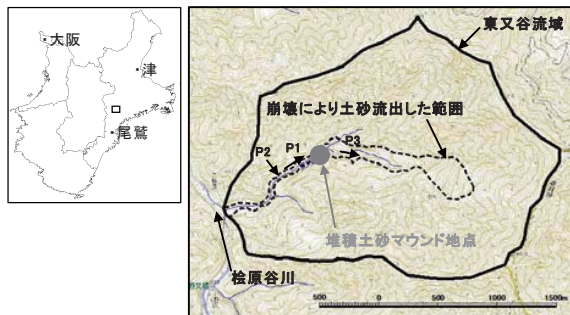 大阪
津
尾鷲
東又谷流域
崩壊により土砂流出した範囲
P1
P2
P3
堆積土砂マウンド地点
桧原谷川
500 0 500 1000 1500m